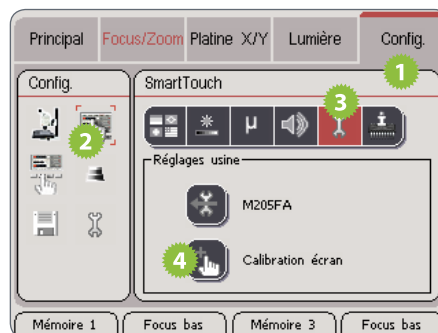 Principal Focus/Zoom Platine X/Y Lumière Config.
1
Config.
SmartTouch
2
3
µ
i
Réglages usine
M205FA
4
Calibration écran
Mémoire 1 Focus bas Mémoire 3 Focus bas